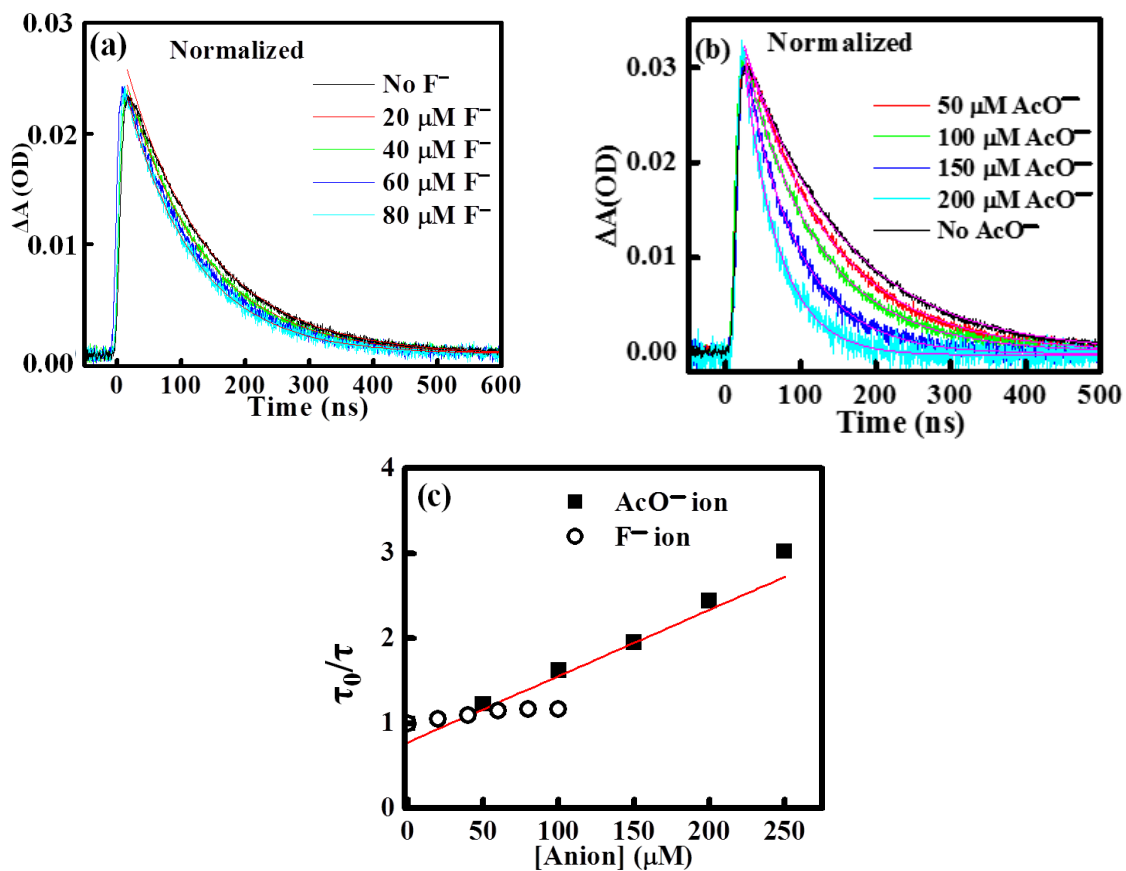 (a)
Normalized
No F⁻
20 μM F⁻
40 μM F⁻
60 μM F⁻
80 μM F⁻
ΔA (OD)
0.03
0.02
0.01
0.00
0 100 200 300 400 500 600
Time (ns)
(b)
Normalized
50 μM AcO⁻
100 μM AcO⁻
150 μM AcO⁻
200 μM AcO⁻
No AcO⁻
ΔA(OD)
0.03
0.02
0.01
0.00
0 100 200 300 400 500
Time (ns)
(c)
AcO⁻ ion
F⁻ ion
τ₀/τ
4
3
2
1
0
0 50 100 150 200 250
[Anion] (μM)